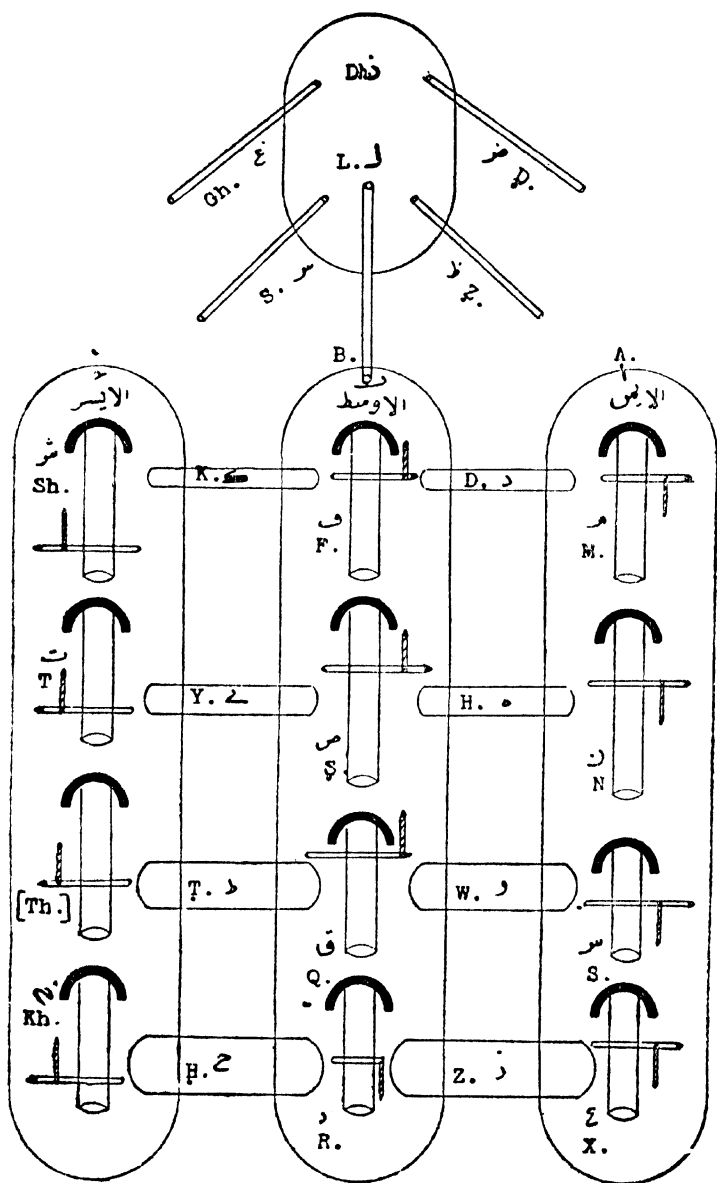 Dh ذ
L. ل
Gh. غ
ض Ḍ.
S. س
ظ Ẓ.
B.
A.
الايسر
الاوسط
الايمن
Sh.
K. ك
F.
D. د
م
M.
T ت
Y. ے
ص
Ṣ.
H. ه
ن
N
[Th.]
Ṭ. ط
ق
Q.
W. و
س
S.
Kh.
Ḥ. ح
ر
R.
Z. ز
ع
X.